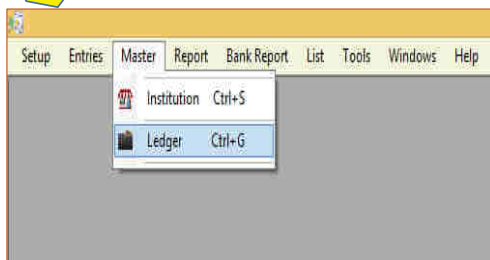 Setup Entries Master Report Bank Report List Tools Windows Help
Institution Ctrl+S
Ledger Ctrl+G